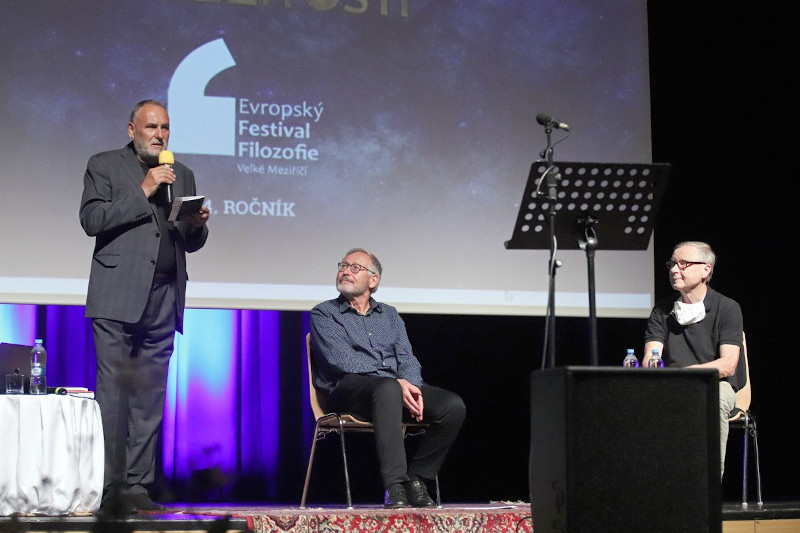 Evropský
Festival
Filozofie
Velké Meziříčí
. ROČNÍK